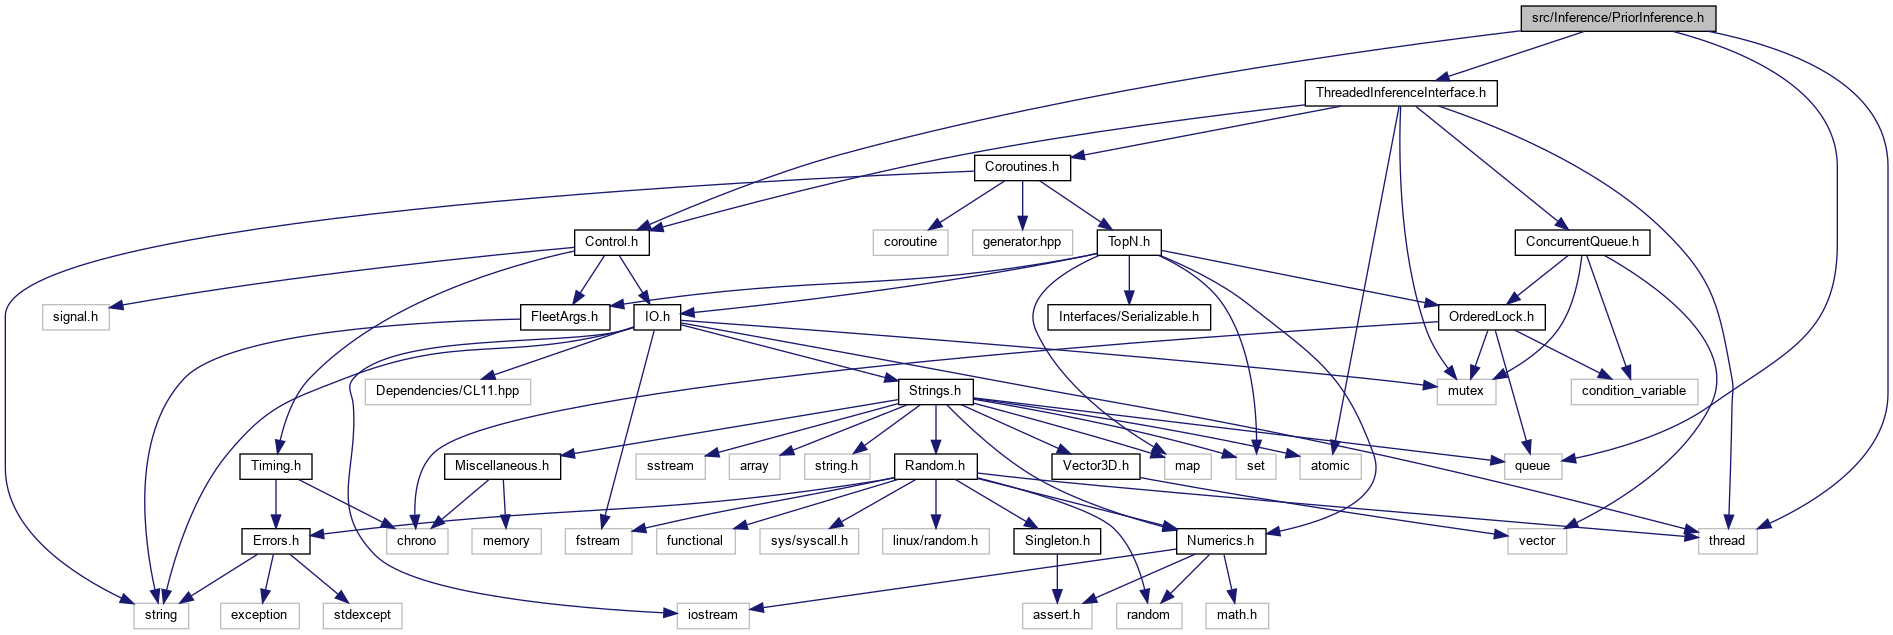 src/Inference/PriorInference.h
ThreadedInferenceInterface.h
Coroutines.h
Control.h
coroutine
generator.hpp
TopN.h
ConcurrentQueue.h
signal.h
FleetArgs.h
IO.h
Interfaces/Serializable.h
OrderedLock.h
Dependencies/CL11.hpp
Strings.h
mutex
condition_variable
Timing.h
Miscellaneous.h
sstream
array
string.h
Random.h
Vector3D.h
map
set
atomic
queue
Errors.h
chrono
memory
fstream
functional
sys/syscall.h
linux/random.h
Singleton.h
Numerics.h
vector
thread
string
exception
stdexcept
iostream
assert.h
random
math.h